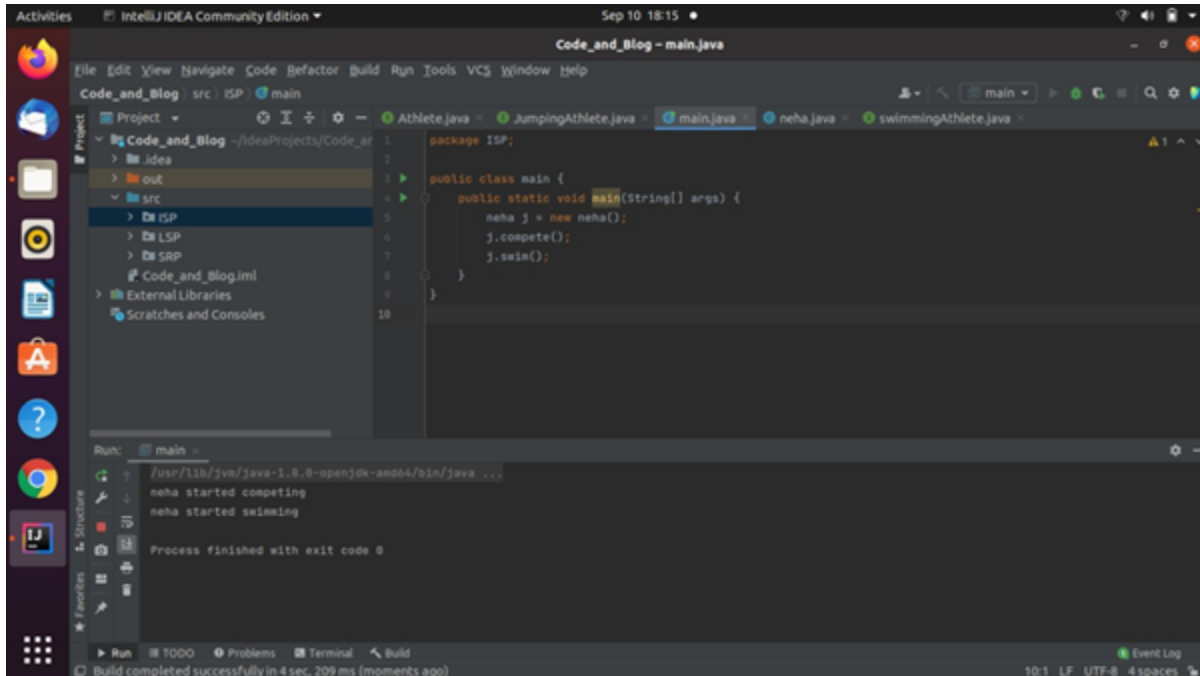 Activities IntelliJ IDEA Community Edition Sep 10 18:15
Code_and_Blog – main.java
File Edit View Navigate Code Refactor Build Run Tools VCS Window Help
Code_and_Blog src ISP main main
Project Athlete.java JumpingAthlete.java main.java neha.java swimmingAthlete.java
Project
Code_and_Blog ~/IdeaProjects/Code_ar
.idea
out
src
ISP
LSP
SRP
Code_and_Blog.iml
External Libraries
Scratches and Consoles
1 package ISP;
2
3 public class main {
4 public static void main(String[] args) {
5 neha j = new neha();
6 j.compete();
7 j.swim();
8 }
9 }
10
1
Run: main
/usr/lib/jvm/java-1.8.0-openjdk-amd64/bin/java ...
neha started competing
neha started swimming
Process finished with exit code 0
Structure
Favorites
Run TODO Problems Terminal Build Event Log
Build completed successfully in 4 sec, 209 ms (moments ago) 10:1 LF UTF-8 4 spaces